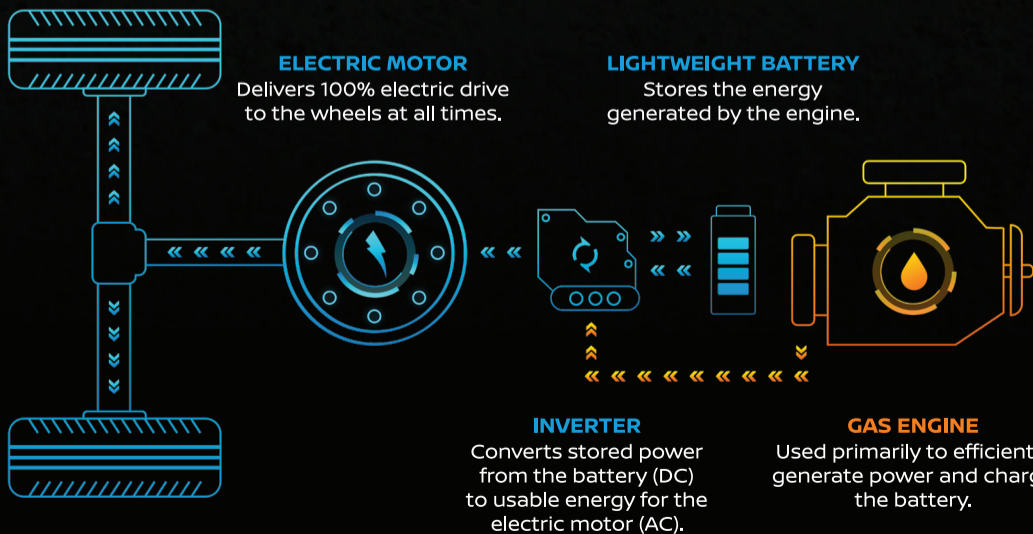 ELECTRIC MOTOR
Delivers 100% electric drive
to the wheels at all times.
LIGHTWEIGHT BATTERY
Stores the energy
generated by the engine.
INVERTER
Converts stored power
from the battery (DC)
to usable energy for the
electric motor (AC).
GAS ENGINE
Used primarily to efficient
generate power and charg
the battery.